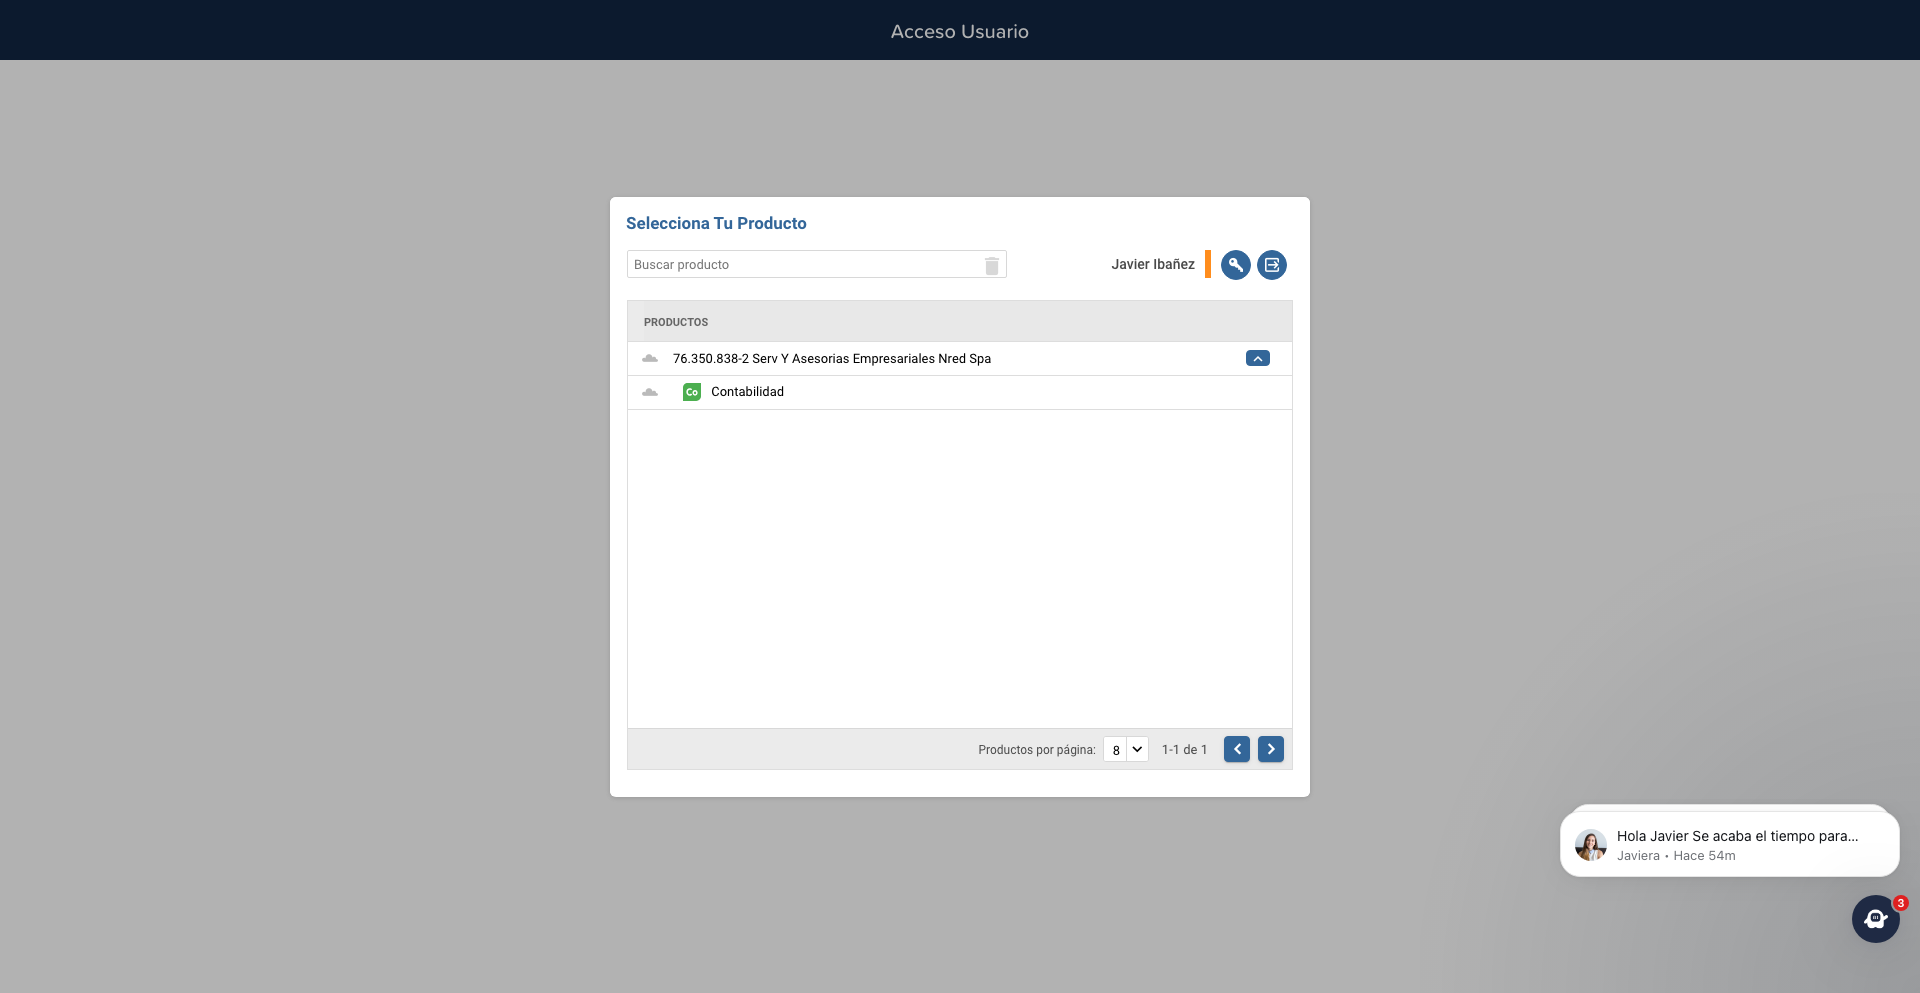 Acceso Usuario
Selecciona Tu Producto
Buscar producto
Javier Ibañez
PRODUCTOS
76.350.838-2 Serv Y Asesorias Empresariales Nred Spa
Co Contabilidad
Productos por página: 8 1-1 de 1
Hola Javier Se acaba el tiempo para...
Javiera • Hace 54m
3